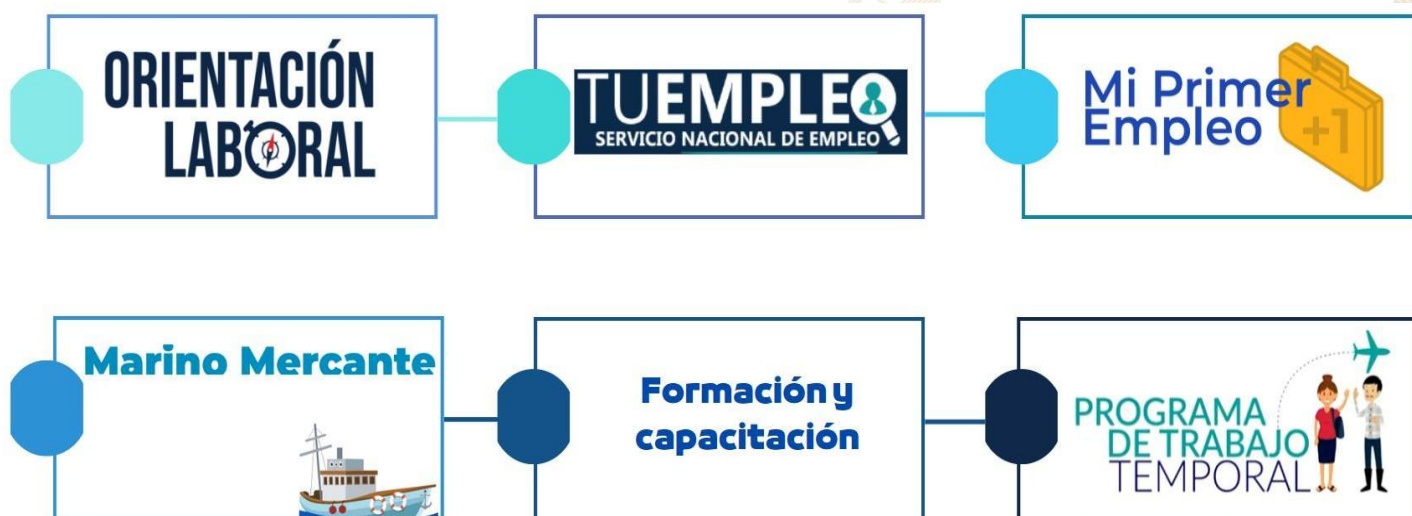 ORIENTACIÓN
LABORAL
TUEMPLEO
SERVICIO NACIONAL DE EMPLEO
Mi Primer
Empleo
+1
Marino Mercante
Formación y
capacitación
PROGRAMA
DE TRABAJO
TEMPORAL